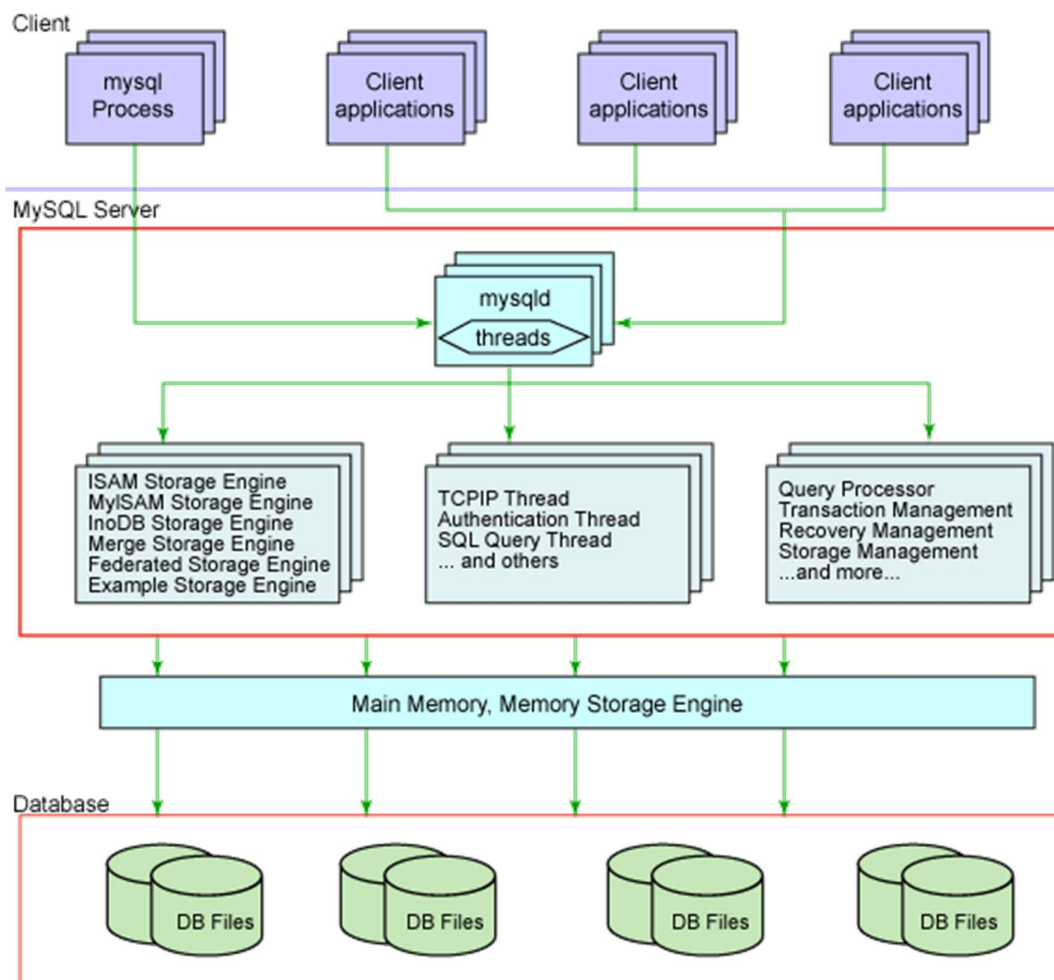 Client
mysql
Process
Client
applications
Client
applications
Client
applications
MySQL Server
mysqld
threads
ISAM Storage Engine
MyISAM Storage Engine
InoDB Storage Engine
Merge Storage Engine
Federated Storage Engine
Example Storage Engine
TCPIP Thread
Authentication Thread
SQL Query Thread
... and others
Query Processor
Transaction Management
Recovery Management
Storage Management
...and more...
Main Memory, Memory Storage Engine
Database
DB Files
DB Files
DB Files
DB Files